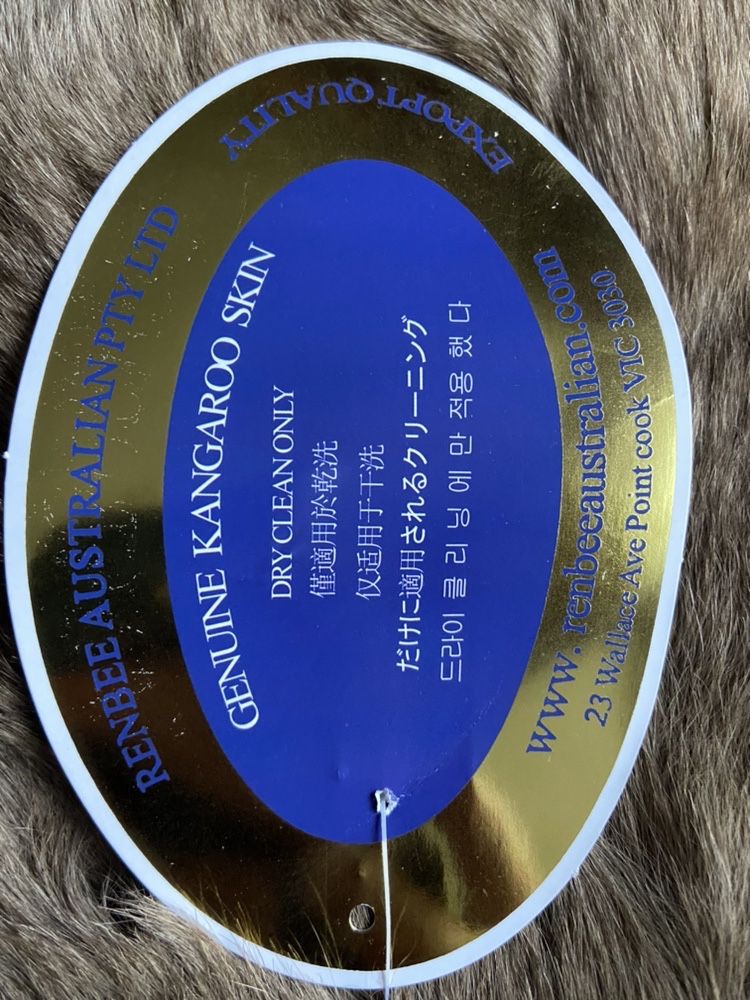 RENBEE AUSTRALIAN PTY LTD
EXPOPT QUALITY
GENUINE KANGAROO SKIN
DRY CLEAN ONLY
僅適用於乾洗
仅适用于干洗
だけに適用されるクリーニング
드라이 클 리 닝 에 만 적용 했 다
www. renbeeaustralian.com
23 Wallace Ave Point cook VIC 3030